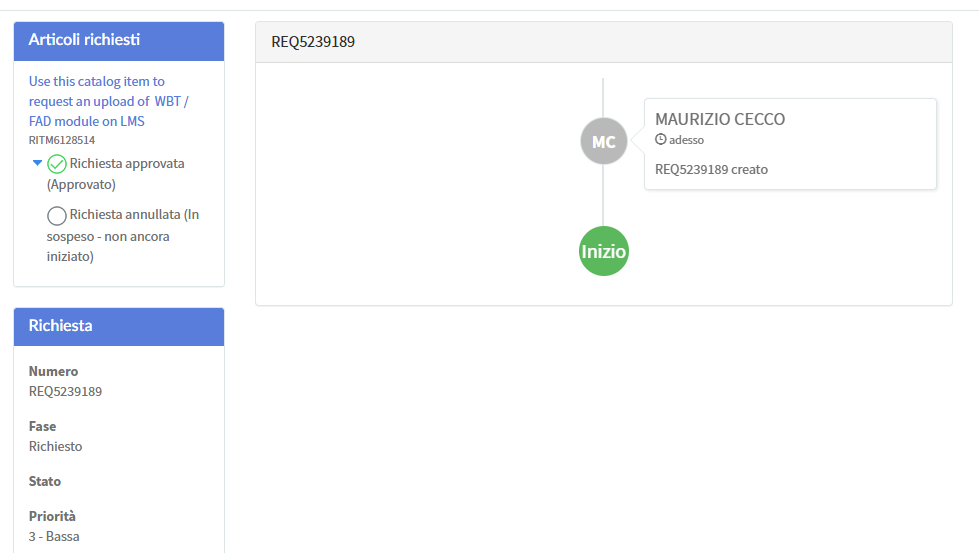 Articoli richiesti
Use this catalog item to
request an upload of WBT /
FAD module on LMS
RITM6128514
Richiesta approvata
(Approvato)
Richiesta annullata (In
sospeso - non ancora
iniziato)
Richiesta
Numero
REQ5239189
Fase
Richiesto
Stato
Priorità
3 - Bassa
REQ5239189
MC
MAURIZIO CECCO
adesso
REQ5239189 creato
Inizio